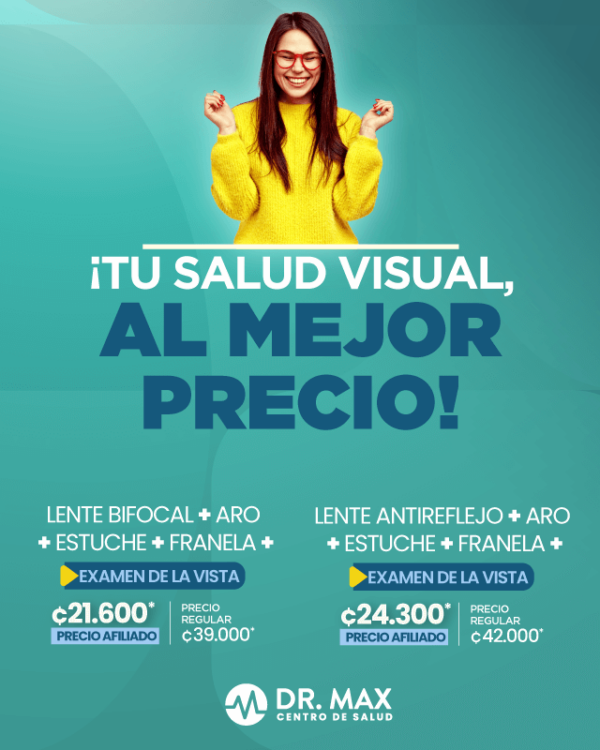 ¡TU SALUD VISUAL,
AL MEJOR
PRECIO!
LENTE BIFOCAL + ARO
+ ESTUCHE + FRANELA +
EXAMEN DE LA VISTA
₡21.600*
PRECIO AFILIADO
PRECIO
REGULAR
₡39.000*
LENTE ANTIREFLEJO + ARO
+ ESTUCHE + FRANELA +
EXAMEN DE LA VISTA
₡24.300*
PRECIO AFILIADO
PRECIO
REGULAR
₡42.000*
DR. MAX
CENTRO DE SALUD